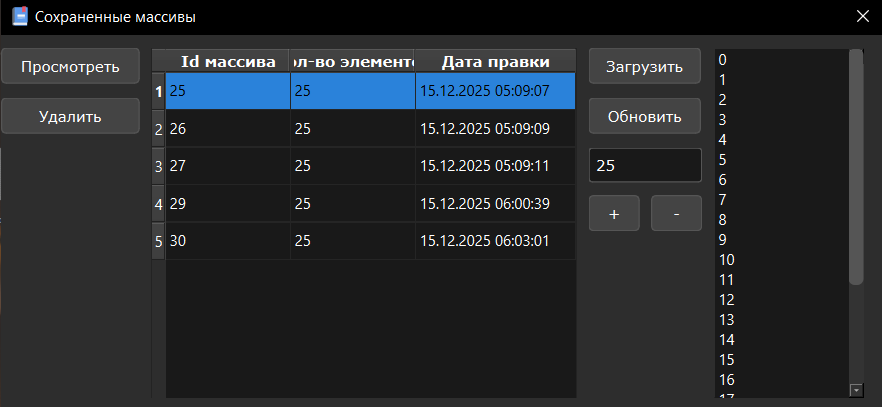 Сохраненные массивы
Просмотреть
Удалить
Id массива ол-во элементо Дата правки
1 25 25 15.12.2025 05:09:07
2 26 25 15.12.2025 05:09:09
3 27 25 15.12.2025 05:09:11
4 29 25 15.12.2025 06:00:39
5 30 25 15.12.2025 06:03:01
Загрузить
Обновить
25
+ -
0
1
2
3
4
5
6
7
8
9
10
11
12
13
14
15
16
17